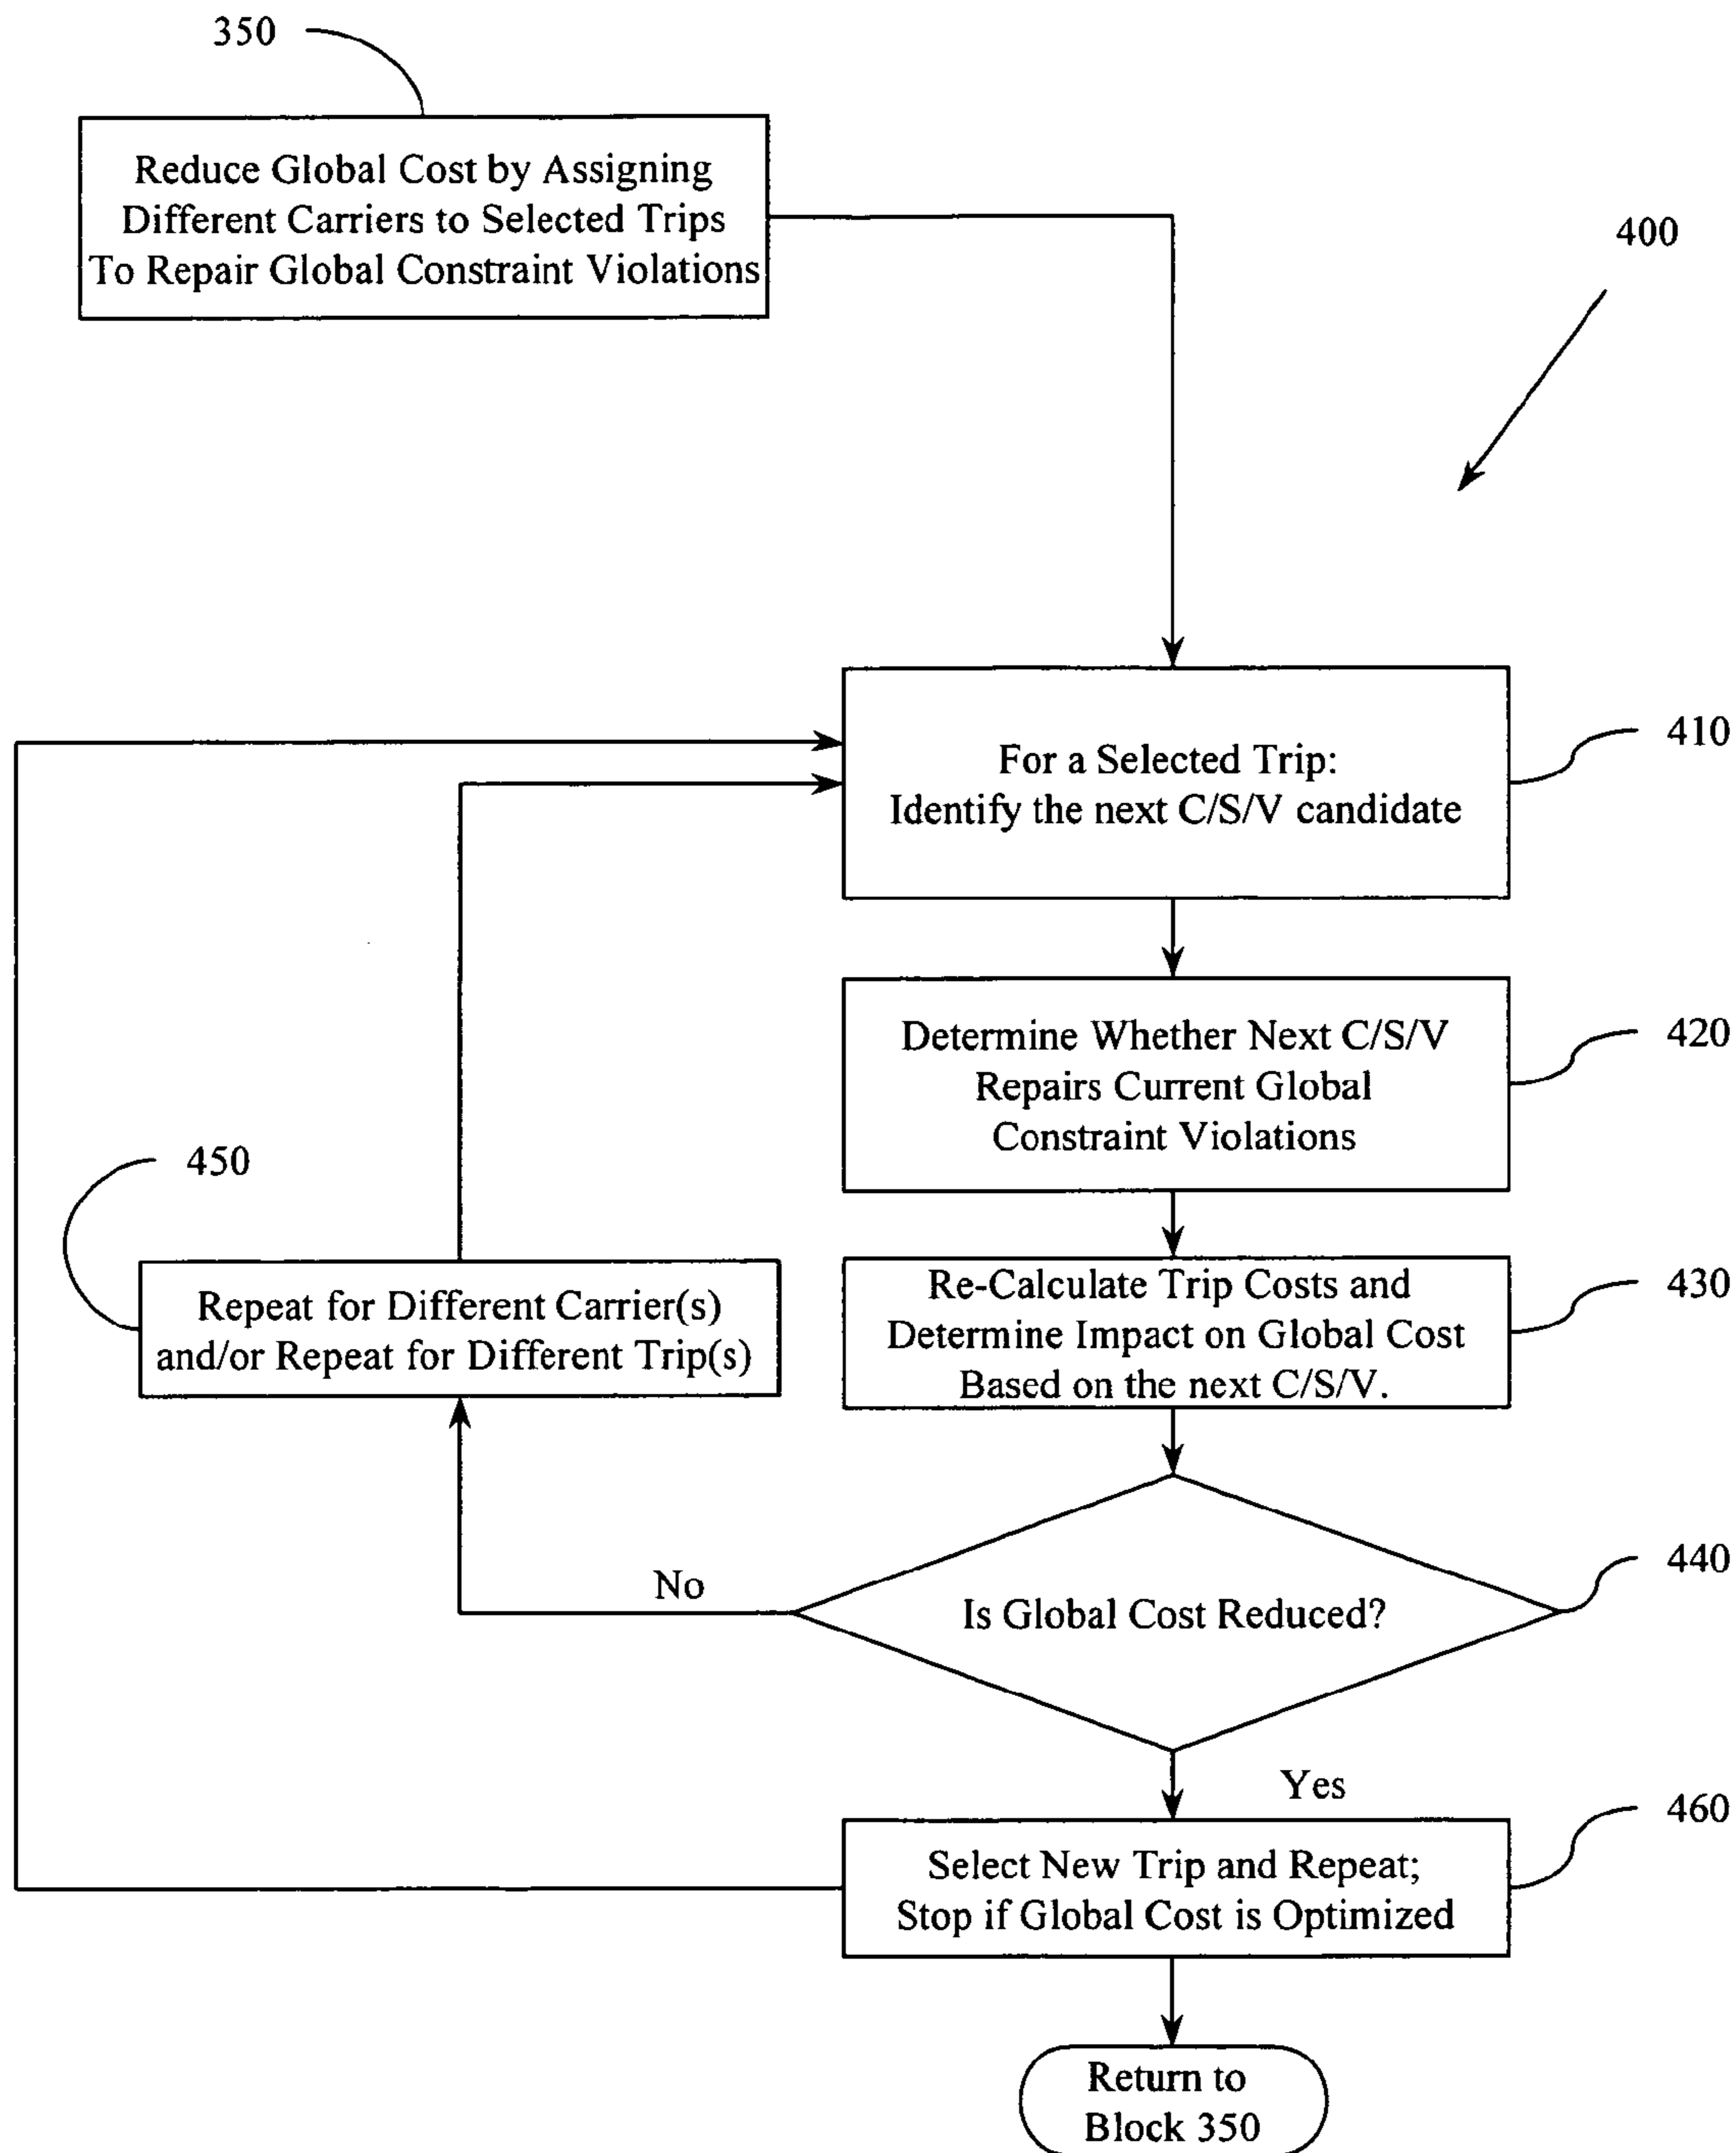 350
Reduce Global Cost by Assigning
Different Carriers to Selected Trips
To Repair Global Constraint Violations
400
For a Selected Trip:
Identify the next C/S/V candidate
410
Determine Whether Next C/S/V
Repairs Current Global
Constraint Violations
420
450
Repeat for Different Carrier(s)
and/or Repeat for Different Trip(s)
Re-Calculate Trip Costs and
Determine Impact on Global Cost
Based on the next C/S/V.
430
No
Is Global Cost Reduced?
440
Yes
Select New Trip and Repeat;
Stop if Global Cost is Optimized
460
Return to
Block 350